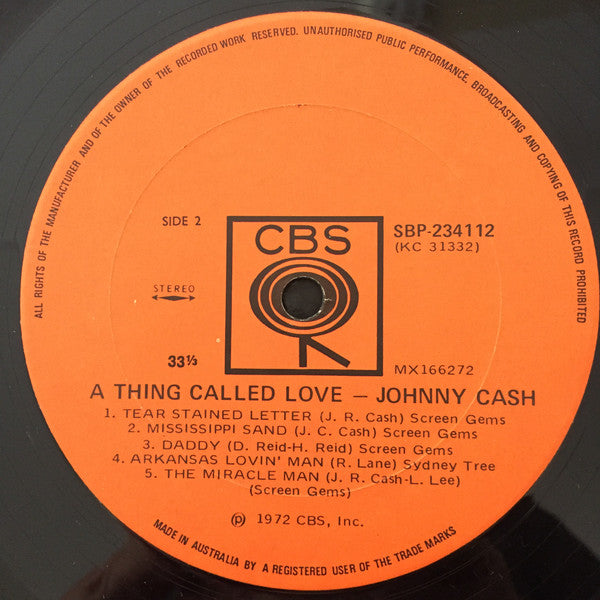 ALL RIGHTS OF THE MANUFACTURER AND OF THE OWNER OF THE RECORDED WORK RESERVED. UNAUTHORISED PUBLIC PERFORMANCE, BROADCASTING AND COPYING OF THIS RECORD PROHIBITED
SIDE 2
CBS
SBP-234112
(KC 31332)
STEREO
33⅓
MX166272
A THING CALLED LOVE — JOHNNY CASH
1. TEAR STAINED LETTER (J. R. Cash) Screen Gems
2. MISSISSIPPI SAND (J. C. Cash) Screen Gems
3. DADDY (D. Reid-H. Reid) Screen Gems
4. ARKANSAS LOVIN' MAN (R. Lane) Sydney Tree
5. THE MIRACLE MAN (J. R. Cash-L. Lee)
(Screen Gems)
℗ 1972 CBS, Inc.
MADE IN AUSTRALIA BY A REGISTERED USER OF THE TRADE MARKS